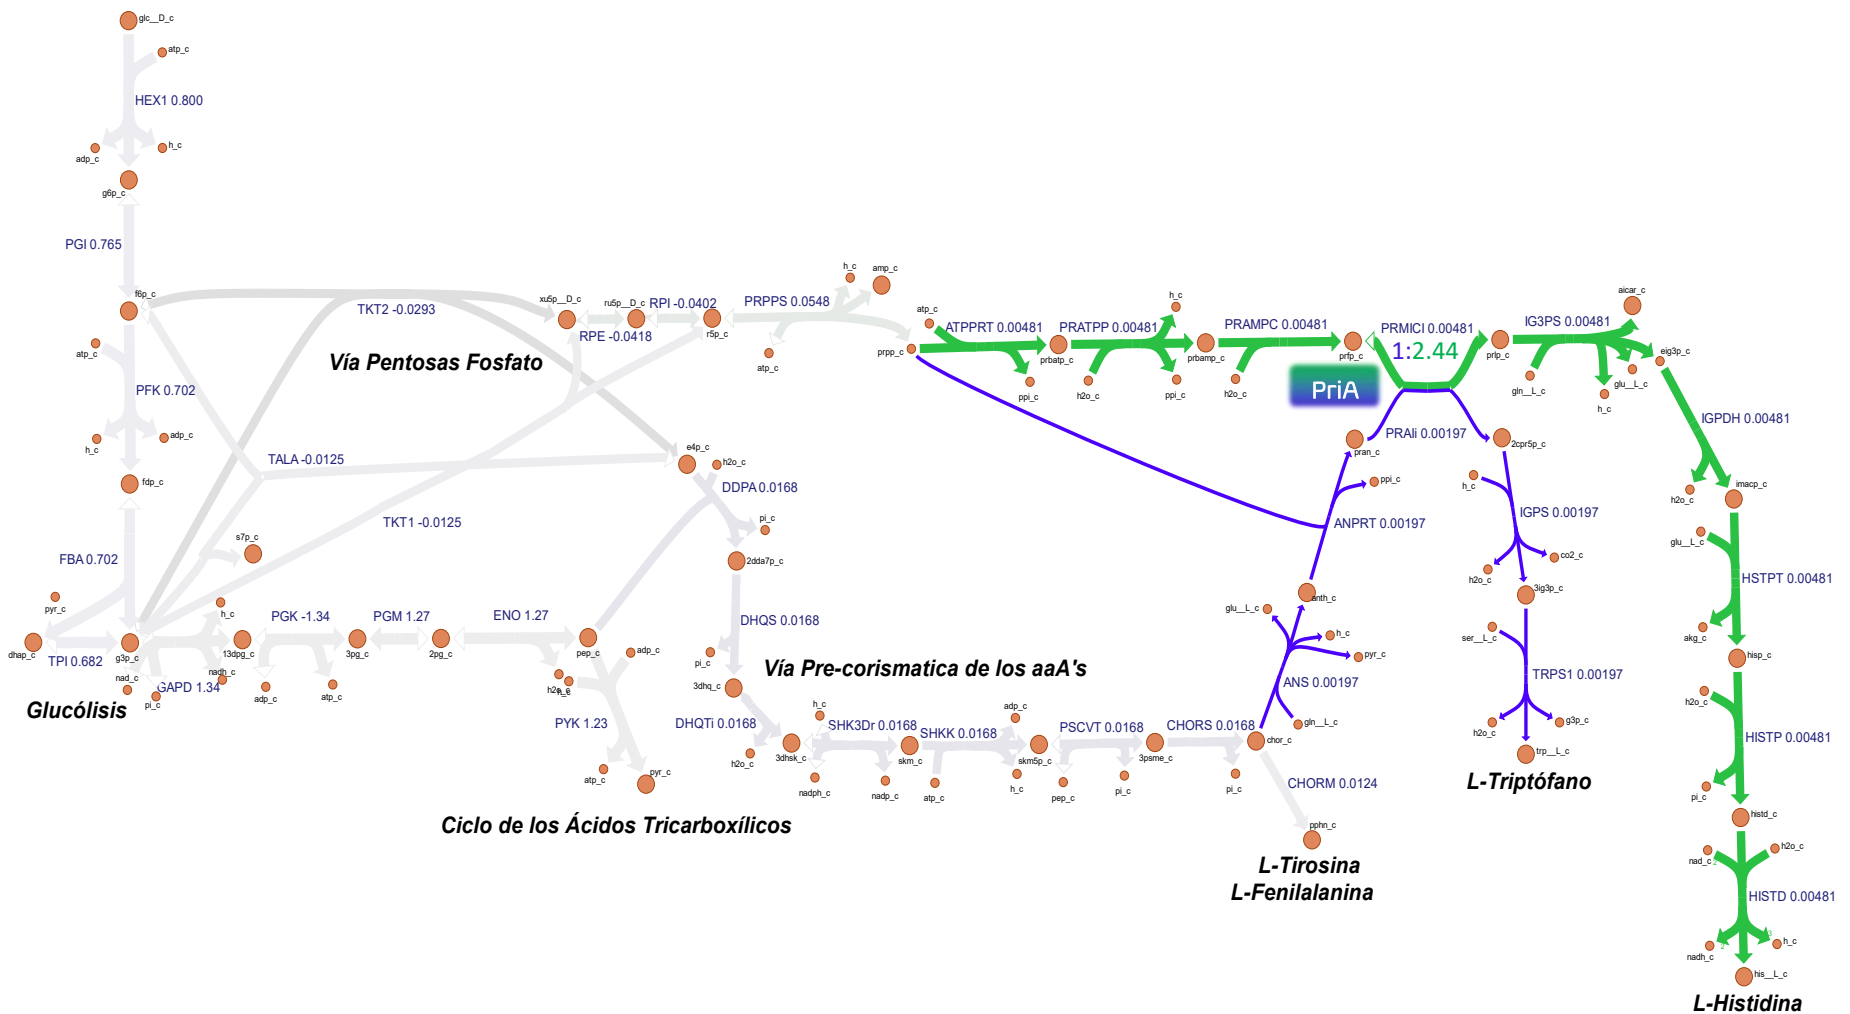 glc__D_c
atp_c
HEX1 0.800
adp_c
h_c
g6p_c
PGI 0.765
f6p_c
atp_c
PFK 0.702
h_c
adp_c
fdp_c
FBA 0.702
pyr_c
dhap_c
TPI 0.682
g3p_c
nad_c
pi_c
GAPD 1.34
h_c
nadh_c
13dpg_c
Glucólisis
PGK -1.34
adp_c
atp_c
3pg_c
PGM 1.27
2pg_c
ENO 1.27
h2o_c
h_c
pep_c
adp_c
PYK 1.23
atp_c
pyr_c
Ciclo de los Ácidos Tricarboxílicos
TKT2 -0.0293
Vía Pentosas Fosfato
TALA -0.0125
TKT1 -0.0125
s7p_c
xu5p__D_c
RPE -0.0418
ru5p__D_c
RPI -0.0402
r5p_c
PRPPS 0.0548
h_c
amp_c
atp_c
prpp_c
e4p_c
h2o_c
DDPA 0.0168
pi_c
2dda7p_c
DHQS 0.0168
pi_c
3dhq_c
DHQTi 0.0168
h2o_c
3dhsk_c
Vía Pre-corismatica de los aaA's
h_c
SHK3Dr 0.0168
nadph_c
nadp_c
skm_c
SHKK 0.0168
atp_c
adp_c
h_c
skm5p_c
PSCVT 0.0168
pep_c
pi_c
3psme_c
CHORS 0.0168
pi_c
chor_c
CHORM 0.0124
pphn_c
L-Tirosina
L-Fenilalanina
atp_c
ATPPRT 0.00481
ppi_c
prbatp_c
PRATPP 0.00481
h2o_c
h_c
ppi_c
prbamp_c
PRAMPC 0.00481
h2o_c
prfp_c
PRMICI 0.00481
1:2.44
PriA
prlp_c
IG3PS 0.00481
gln__L_c
aicar_c
glu__L_c
h_c
eig3p_c
IGPDH 0.00481
h2o_c
imacp_c
glu__L_c
HSTPT 0.00481
akg_c
hisp_c
h2o_c
HISTP 0.00481
pi_c
histd_c
nad_c
2
h2o_c
HISTD 0.00481
nadh_c
2
3
h_c
his__L_c
L-Histidina
gln__L_c
ANS 0.00197
glu__L_c
h_c
pyr_c
anth_c
ANPRT 0.00197
ppi_c
pran_c
PRAIi 0.00197
2cpr5p_c
h_c
IGPS 0.00197
h2o_c
co2_c
3ig3p_c
ser__L_c
TRPS1 0.00197
h2o_c
g3p_c
trp__L_c
L-Triptófano